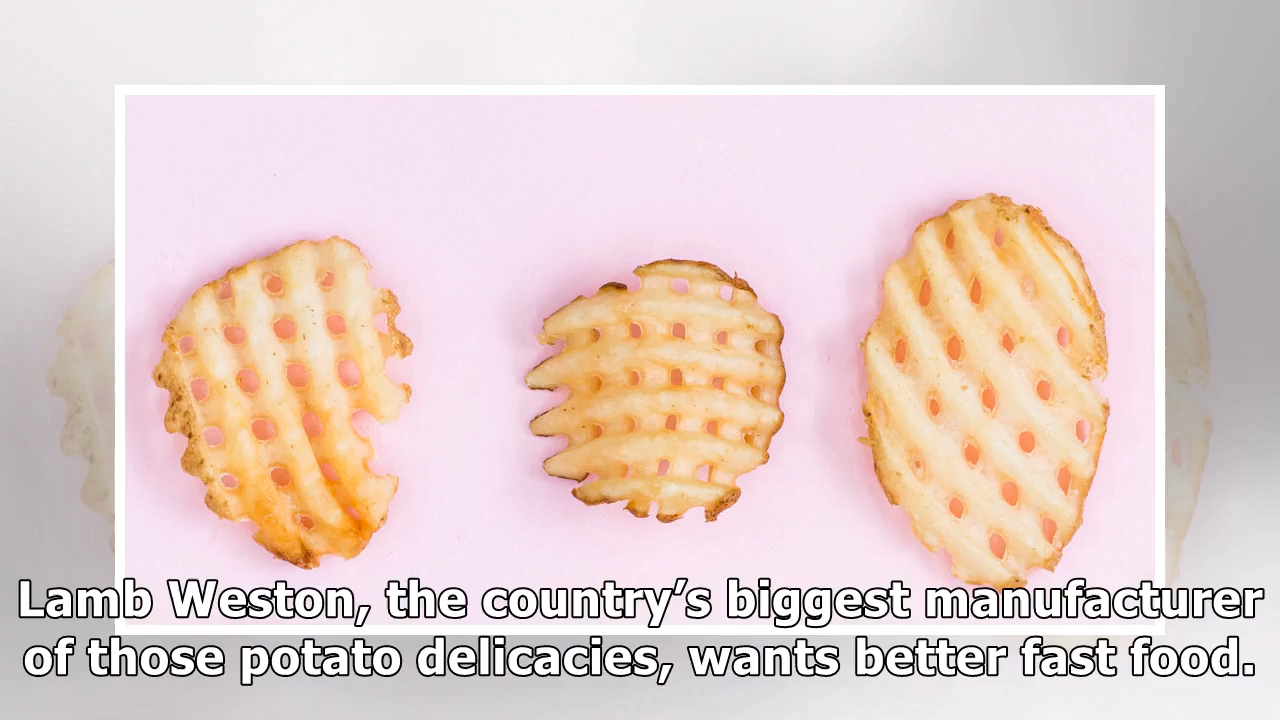 Lamb Weston, the country’s biggest manufacturer
of those potato delicacies, wants better fast food.